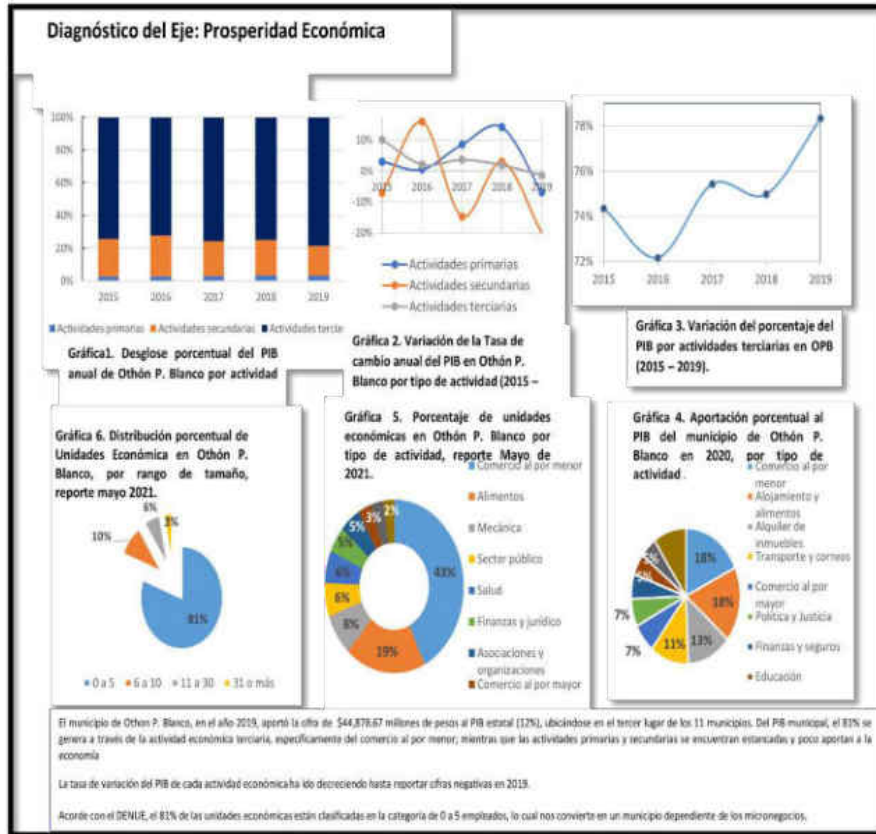 Diagnóstico del Eje: Prosperidad Económica
100%
80%
60%
40%
20%
0%
2015
2016
2017
2018
2019
Actividades primarias
Actividades secundarias
Actividades terciar
Gráfica1. Desglose porcentual del PIB
anual de Othón P. Blanco por actividad
10%
0%
-10%
-20%
2015
2016
2017
2018
2019
Actividades primarias
Actividades secundarias
Actividades terciarias
Gráfica 2. Variación de la Tasa de
cambio anual del PIB en Othón P.
Blanco por tipo de actividad (2015 –
78%
76%
74%
72%
2015
2016
2017
2018
2019
Gráfica 3. Variación del porcentaje del
PIB por actividades terciarias en OPB
(2015 – 2019).
Gráfica 6. Distribución porcentual de
Unidades Económica en Othón P.
Blanco, por rango de tamaño,
reporte mayo 2021.
6%
3%
10%
81%
0 a 5
6 a 10
11 a 30
31 o más
Gráfica 5. Porcentaje de unidades
económicas en Othón P. Blanco por
tipo de actividad, reporte Mayo de
2021.
Comercio al por menor
Alimentos
Mecánica
Sector público
Salud
Finanzas y jurídico
Asociaciones y
organizaciones
Comercio al por mayor
2%
3%
5%
5%
6%
6%
8%
19%
43%
Gráfica 4. Aportación porcentual al
PIB del municipio de Othón P.
Blanco en 2020, por tipo de
actividad
Comercio al por
menor
Alojamiento y
alimentos
Alquiler de
inmuebles
Transporte y correos
Comercio al por
mayor
Política y Justicia
Finanzas y seguros
Educación
18%
18%
13%
11%
7%
7%
5%
El municipio de Othon P. Blanco, en el año 2019, aportó la cifra de $44,878.67 millones de pesos al PIB estatal (12%), ubicándose en el tercer lugar de los 11 municipios. Del PIB municipal, el 81% se
genera a través de la actividad económica terciaria, específicamente del comercio al por menor; mientras que las actividades primarias y secundarias se encuentran estancadas y poco aportan a la
economía
La tasa de variación del PIB de cada actividad económica ha ido decreciendo hasta reportar cifras negativas en 2019.
Acorde con el DENUE, el 81% de las unidades económicas están clasificadas en la categoría de 0 a 5 empleados, lo cual nos convierte en un municipio dependiente de los micronegocios.